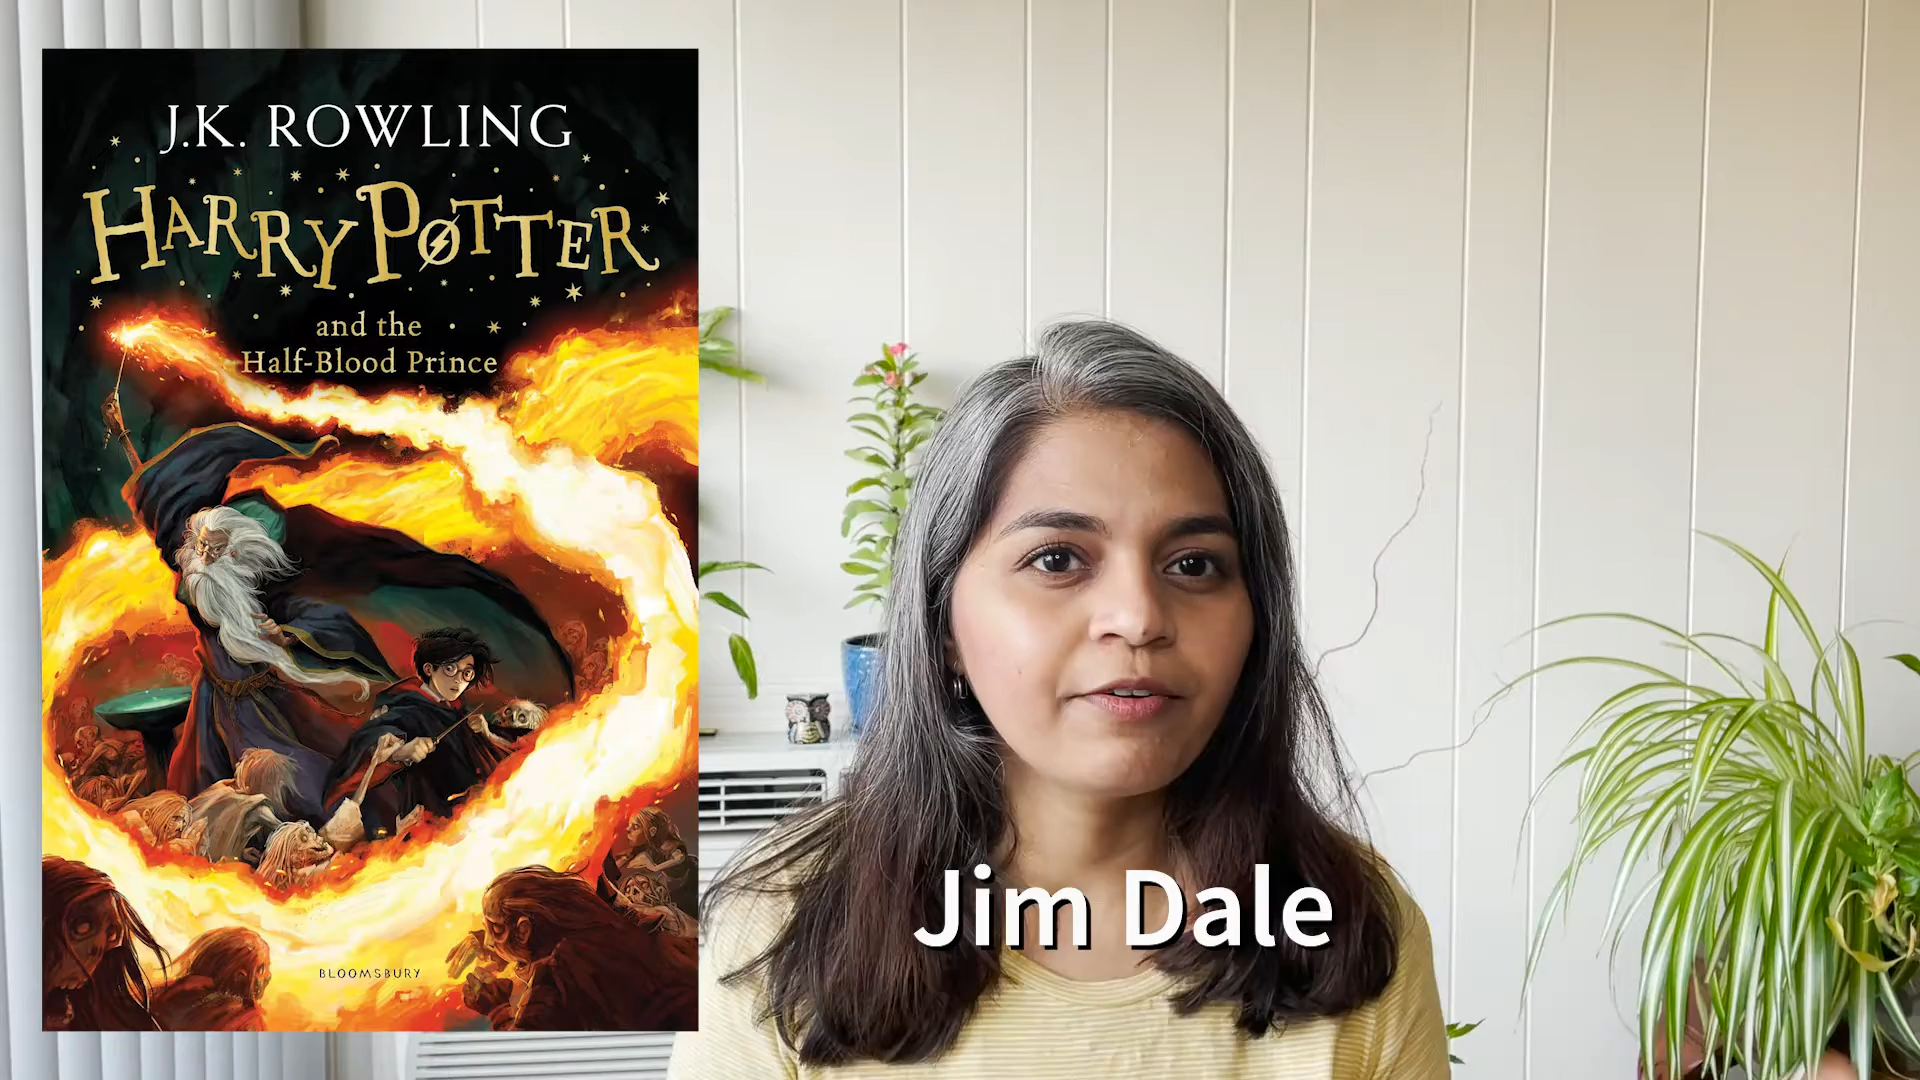 J.K. ROWLING
HARRY POTTER
and the
Half-Blood Prince
BLOOMSBURY
Jim Dale